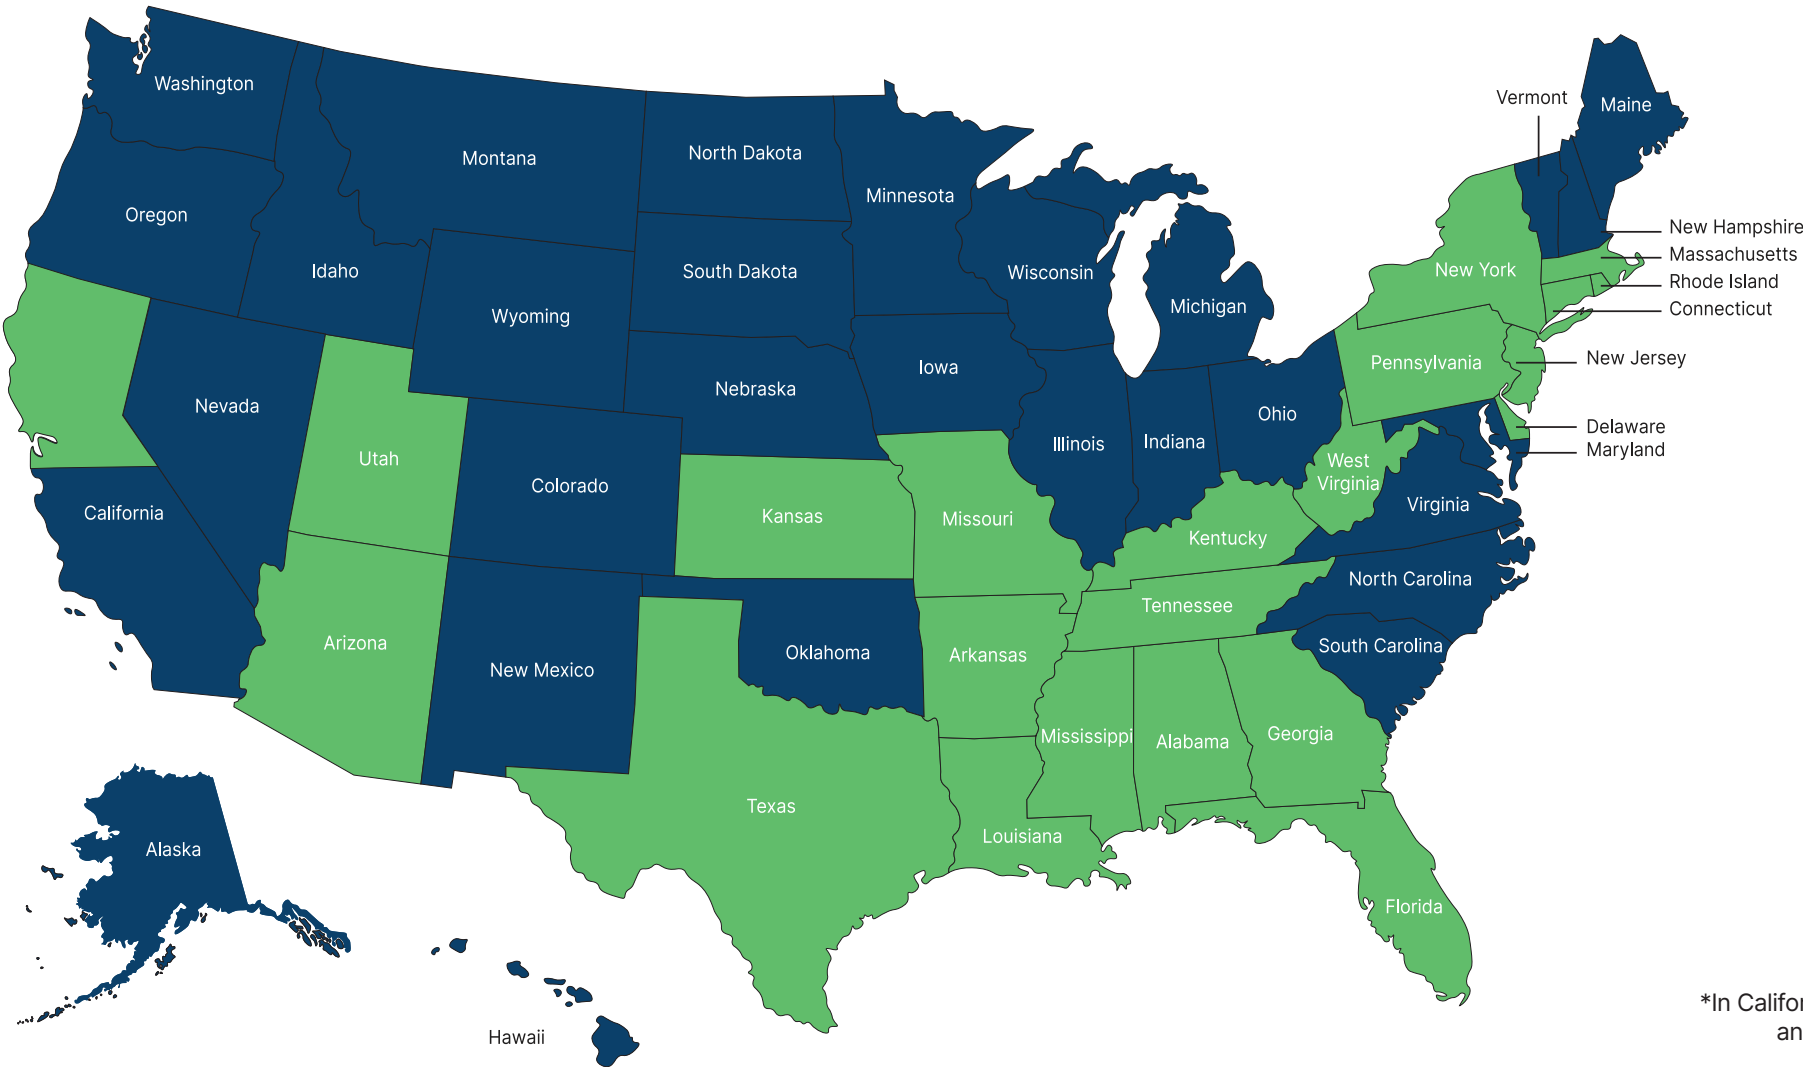 Washington
Montana
North Dakota
Minnesota
Vermont
Maine
Oregon
Idaho
Wyoming
South Dakota
Wisconsin
Michigan
New York
New Hampshire
Massachusetts
Rhode Island
Connecticut
Nevada
Utah
Colorado
Nebraska
Iowa
Illinois
Indiana
Ohio
Pennsylvania
New Jersey
Delaware
Maryland
California
Kansas
Missouri
Kentucky
West
Virginia
Virginia
Arizona
New Mexico
Oklahoma
Arkansas
Tennessee
North Carolina
South Carolina
Texas
Louisiana
Mississippi
Alabama
Georgia
Florida
Alaska
Hawaii
*In Califor
an